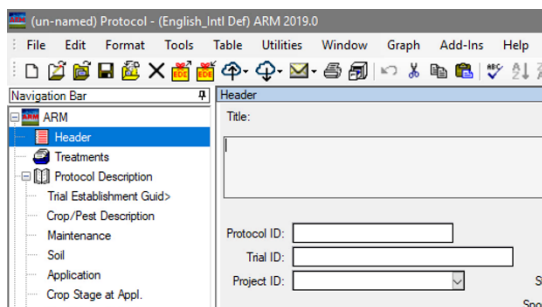 (un-named) Protocol - (English_Intl Def) ARM 2019.0
File Edit Format Tools Table Utilities Window Graph Add-Ins Help
Navigation Bar
Header
ARM
Title:
Header
Treatments
Protocol Description
Trial Establishment Guid>
Crop/Pest Description
Maintenance
Protocol ID:
Soil
Trial ID:
Application
Project ID:
Crop Stage at Appl.